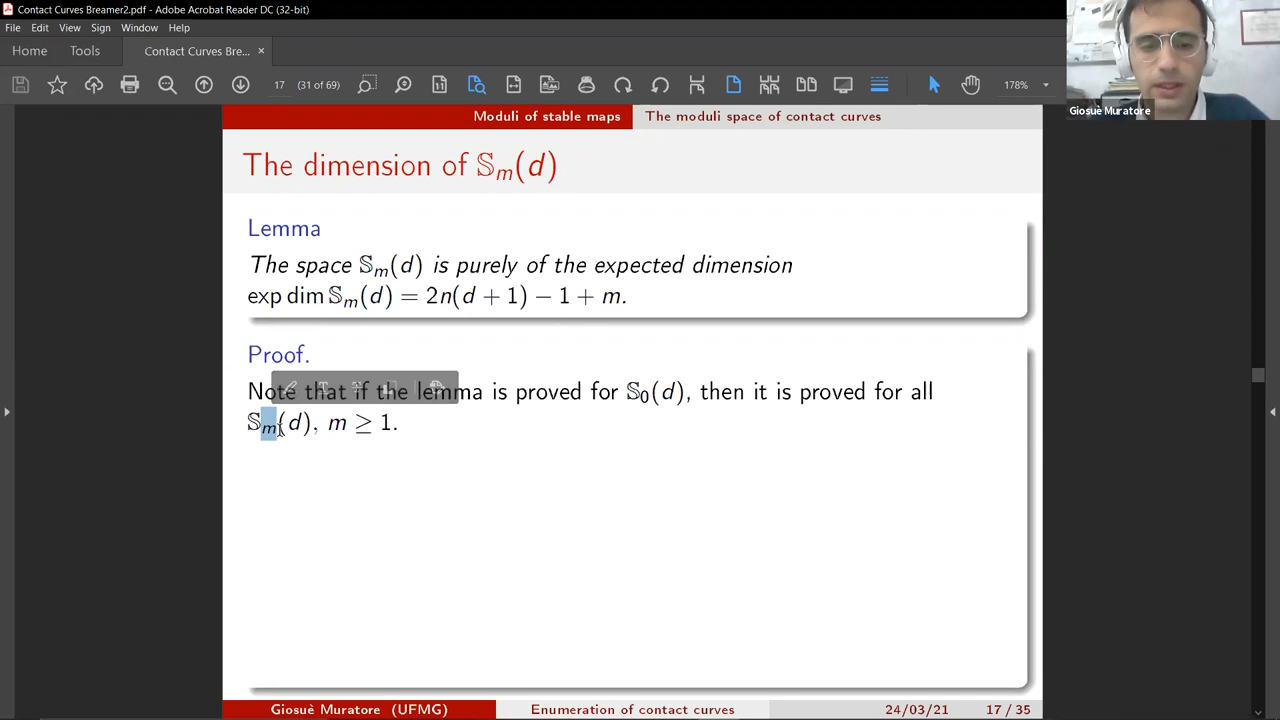 Contact Curves Breamer2.pdf - Adobe Acrobat Reader DC (32-bit)
File Edit View Sign Window Help
Home Tools Contact Curves Brea... ×
17 (31 of 69) 178%
Giosuè Muratore
Moduli of stable maps The moduli space of contact curves
The dimension of 𝕊ₘ(d)
Lemma
The space 𝕊ₘ(d) is purely of the expected dimension
exp dim 𝕊ₘ(d) = 2n(d + 1) − 1 + m.
Proof.
Note that if the lemma is proved for 𝕊₀(d), then it is proved for all
𝕊ₘ(d), m ≥ 1.
Giosuè Muratore (UFMG) Enumeration of contact curves 24/03/21 17 / 35